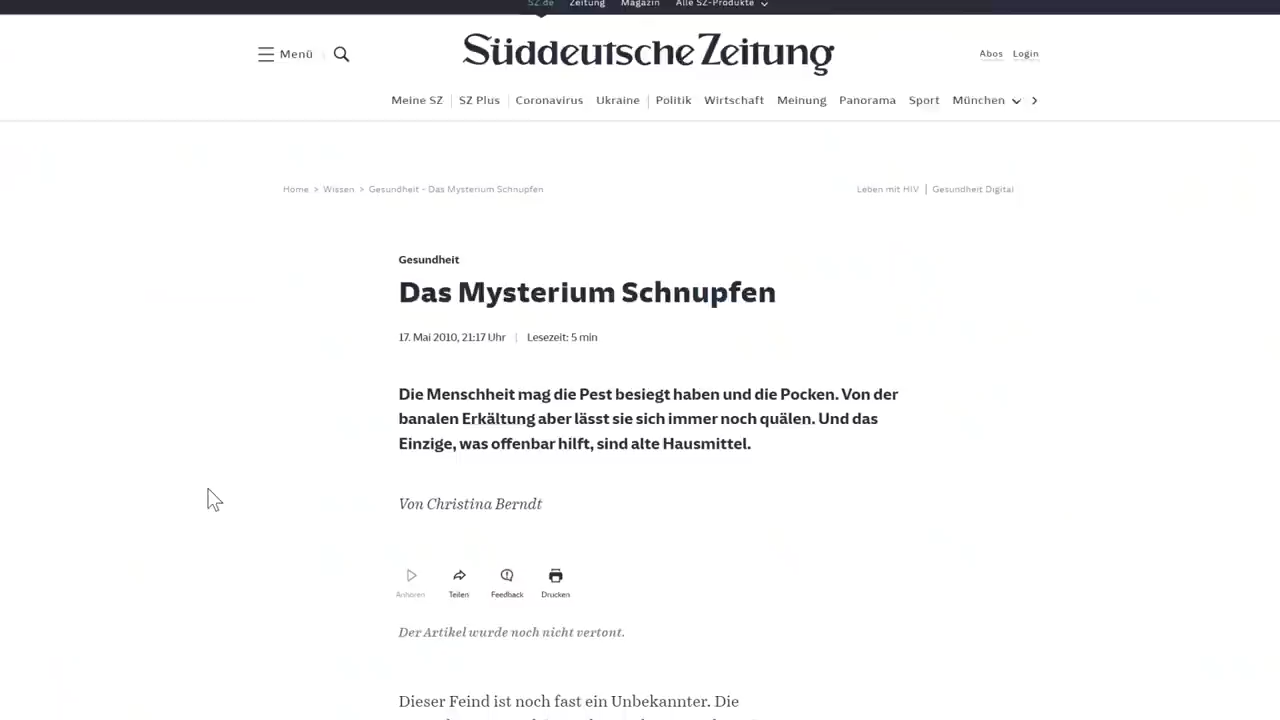 SZ.de Zeitung Magazin Alle SZ-Produkte
Menü
Süddeutsche Zeitung
Abos Login
Meine SZ SZ Plus Coronavirus Ukraine Politik Wirtschaft Meinung Panorama Sport München
Home > Wissen > Gesundheit - Das Mysterium Schnupfen
Leben mit HIV | Gesundheit Digital
Gesundheit
Das Mysterium Schnupfen
17. Mai 2010, 21:17 Uhr | Lesezeit: 5 min
Die Menschheit mag die Pest besiegt haben und die Pocken. Von der
banalen Erkältung aber lässt sie sich immer noch quälen. Und das
Einzige, was offenbar hilft, sind alte Hausmittel.
Von Christina Berndt
Anhören Teilen Feedback Drucken
Der Artikel wurde noch nicht vertont.
Dieser Feind ist noch fast ein Unbekannter. Die